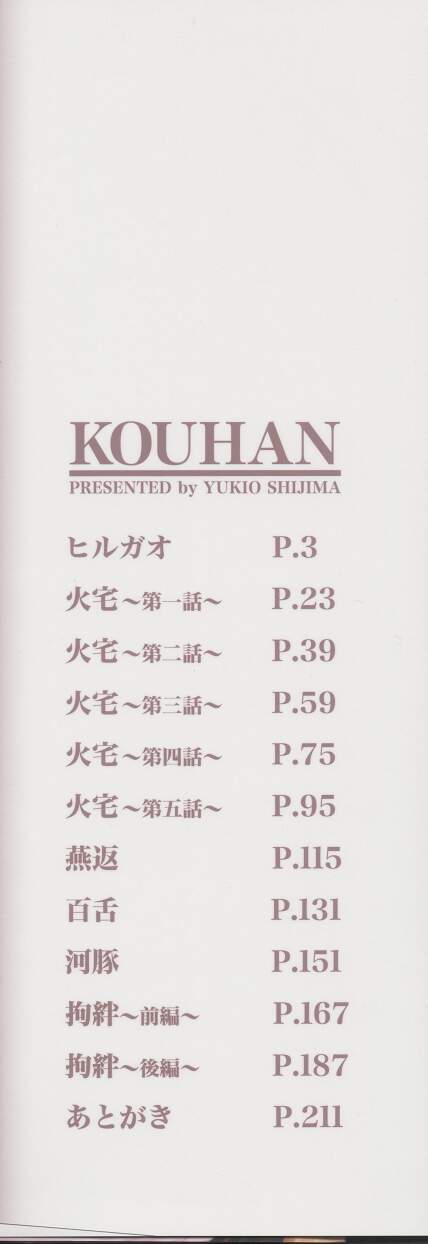 KOUHAN
PRESENTED by YUKIO SHIJIMA
ヒルガオ P.3
火宅～第一話～ P.23
火宅～第二話～ P.39
火宅～第三話～ P.59
火宅～第四話～ P.75
火宅～第五話～ P.95
燕返 P.115
百舌 P.131
河豚 P.151
拘絆～前編～ P.167
拘絆～後編～ P.187
あとがき P.211